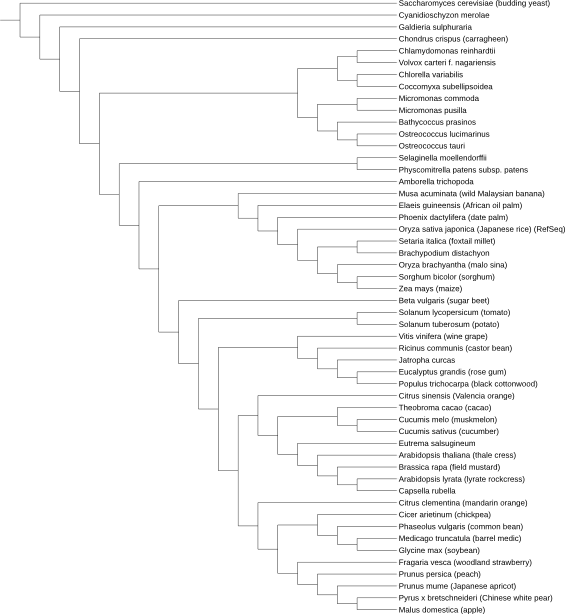 Saccharomyces cerevisiae (budding yeast)
Cyanidioschyzon merolae
Galdieria sulphuraria
Chondrus crispus (carragheen)
Chlamydomonas reinhardtii
Volvox carteri f. nagariensis
Chlorella variabilis
Coccomyxa subellipsoidea
Micromonas commoda
Micromonas pusilla
Bathycoccus prasinos
Ostreococcus lucimarinus
Ostreococcus tauri
Selaginella moellendorffii
Physcomitrella patens subsp. patens
Amborella trichopoda
Musa acuminata (wild Malaysian banana)
Elaeis guineensis (African oil palm)
Phoenix dactylifera (date palm)
Oryza sativa japonica (Japanese rice) (RefSeq)
Setaria italica (foxtail millet)
Brachypodium distachyon
Oryza brachyantha (malo sina)
Sorghum bicolor (sorghum)
Zea mays (maize)
Beta vulgaris (sugar beet)
Solanum lycopersicum (tomato)
Solanum tuberosum (potato)
Vitis vinifera (wine grape)
Ricinus communis (castor bean)
Jatropha curcas
Eucalyptus grandis (rose gum)
Populus trichocarpa (black cottonwood)
Citrus sinensis (Valencia orange)
Theobroma cacao (cacao)
Cucumis melo (muskmelon)
Cucumis sativus (cucumber)
Eutrema salsugineum
Arabidopsis thaliana (thale cress)
Brassica rapa (field mustard)
Arabidopsis lyrata (lyrate rockcress)
Capsella rubella
Citrus clementina (mandarin orange)
Cicer arietinum (chickpea)
Phaseolus vulgaris (common bean)
Medicago truncatula (barrel medic)
Glycine max (soybean)
Fragaria vesca (woodland strawberry)
Prunus persica (peach)
Prunus mume (Japanese apricot)
Pyrus x bretschneideri (Chinese white pear)
Malus domestica (apple)